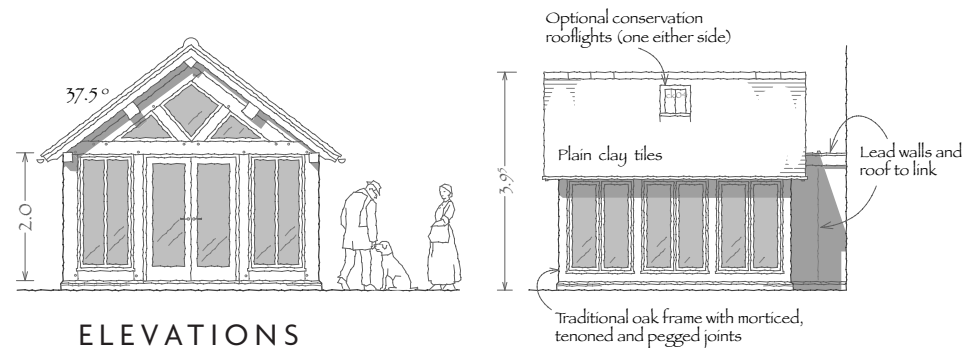 Optional conservation
rooflights (one either side)
37.5°
Plain clay tiles
Lead walls and
roof to link
2.0
3.95
Traditional oak frame with morticed,
tenoned and pegged joints
ELEVATIONS